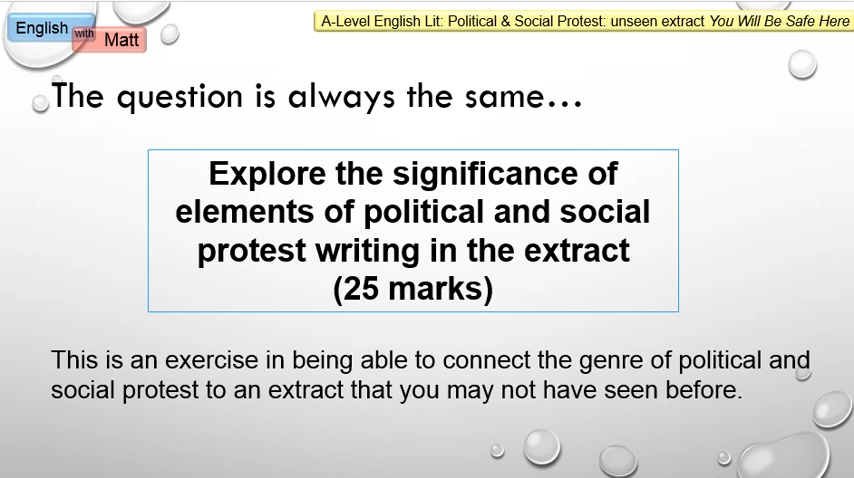 English with Matt
A-Level English Lit: Political & Social Protest: unseen extract You Will Be Safe Here
The question is always the same…
Explore the significance of
elements of political and social
protest writing in the extract
(25 marks)
This is an exercise in being able to connect the genre of political and
social protest to an extract that you may not have seen before.